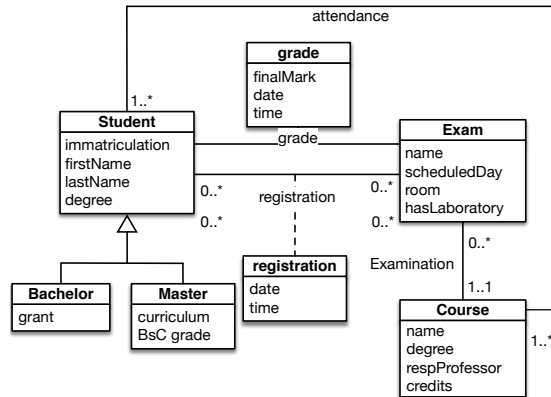 attendance
grade
finalMark
date
time
1..*
Student
immatriculation
firstName
lastName
degree
grade
Exam
name
scheduledDay
room
hasLaboratory
0..*
0..*
registration
0..*
0..*
0..*
Examination
registration
date
time
Bachelor
grant
Master
curriculum
BsC grade
1..1
Course
name
degree
respProfessor
credits
1..*